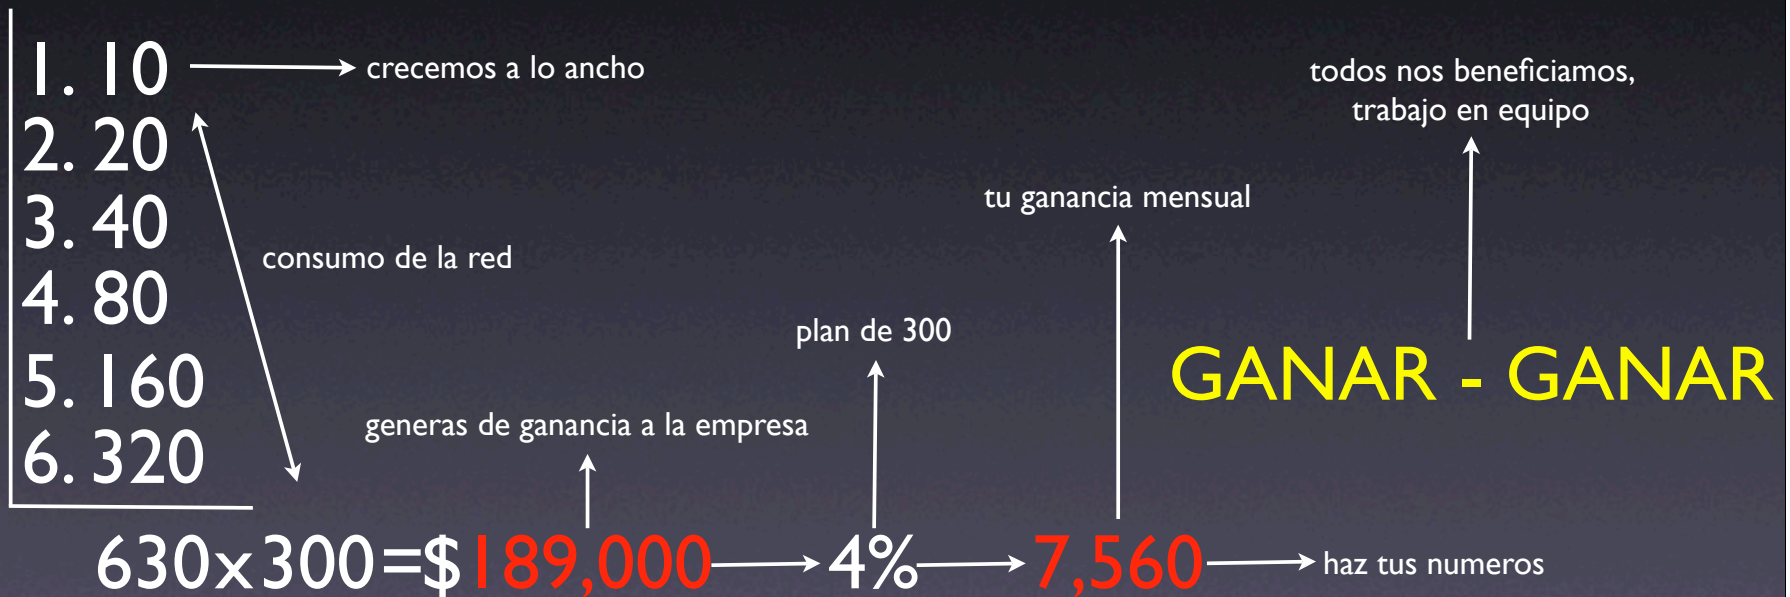 1. 10
crecemos a lo ancho
2. 20
3. 40
4. 80
5. 160
6. 320
consumo de la red
generas de ganancia a la empresa
plan de 300
tu ganancia mensual
todos nos beneficiamos,
trabajo en equipo
GANAR - GANAR
630x300=$189,000 4% 7,560 haz tus numeros